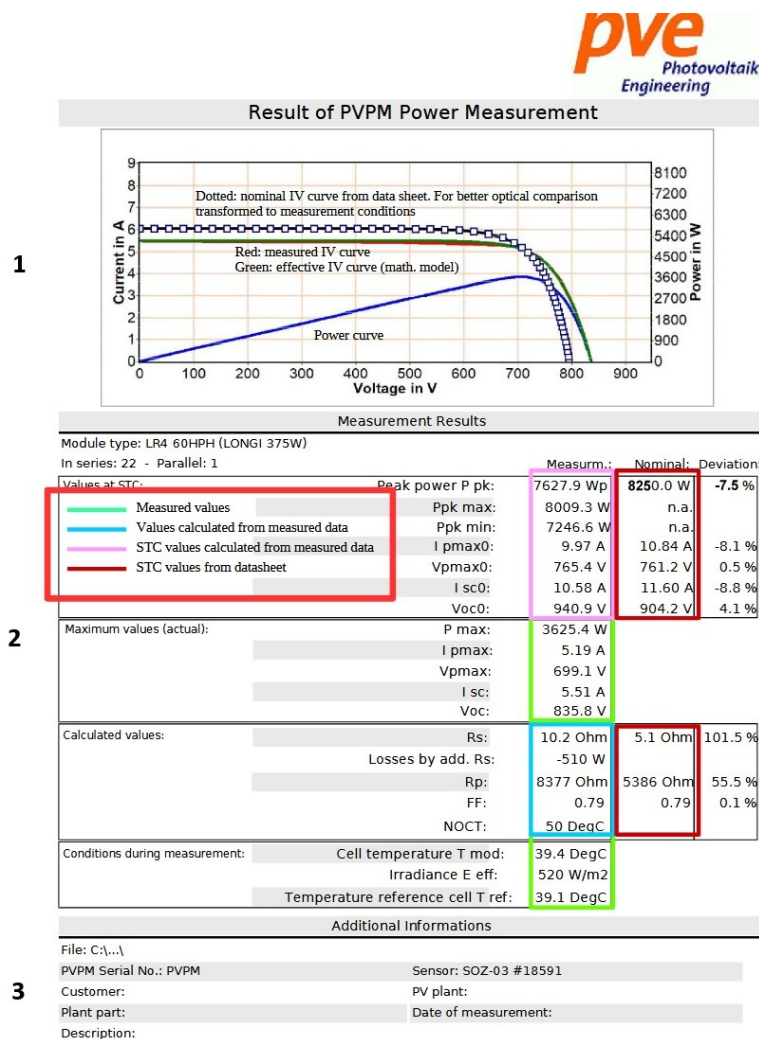 pve
Photovoltaik
Engineering
Result of PVPM Power Measurement
1
9
8
7
6
5
4
3
2
1
0
Current in A
8100
7200
6300
5400
4500
3600
2700
1800
900
0
Power in W
Dotted: nominal IV curve from data sheet. For better optical comparison
transformed to measurement conditions
Red: measured IV curve
Green: effective IV curve (math. model)
Power curve
0 100 200 300 400 500 600 700 800 900
Voltage in V
Measurement Results
Module type: LR4 60HPH (LONGI 375W)
In series: 22 - Parallel: 1 Measurm.: Nominal: Deviation:
Values at STC: Peak power P pk: 7627.9 Wp 8250.0 W -7.5 %
Measured values Ppk max: 8009.3 W n.a.
Values calculated from measured data Ppk min: 7246.6 W n.a.
STC values calculated from measured data I pmax0: 9.97 A 10.84 A -8.1 %
STC values from datasheet Vpmax0: 765.4 V 761.2 V 0.5 %
I sc0: 10.58 A 11.60 A -8.8 %
Voc0: 940.9 V 904.2 V 4.1 %
2
Maximum values (actual): P max: 3625.4 W
I pmax: 5.19 A
Vpmax: 699.1 V
I sc: 5.51 A
Voc: 835.8 V
Calculated values: Rs: 10.2 Ohm 5.1 Ohm 101.5 %
Losses by add. Rs: -510 W
Rp: 8377 Ohm 5386 Ohm 55.5 %
FF: 0.79 0.79 0.1 %
NOCT: 50 DegC
Conditions during measurement: Cell temperature T mod: 39.4 DegC
Irradiance E eff: 520 W/m2
Temperature reference cell T ref: 39.1 DegC
Additional Informations
File: C:\...\
PVPM Serial No.: PVPM Sensor: SOZ-03 #18591
3
Customer: PV plant:
Plant part: Date of measurement:
Description: